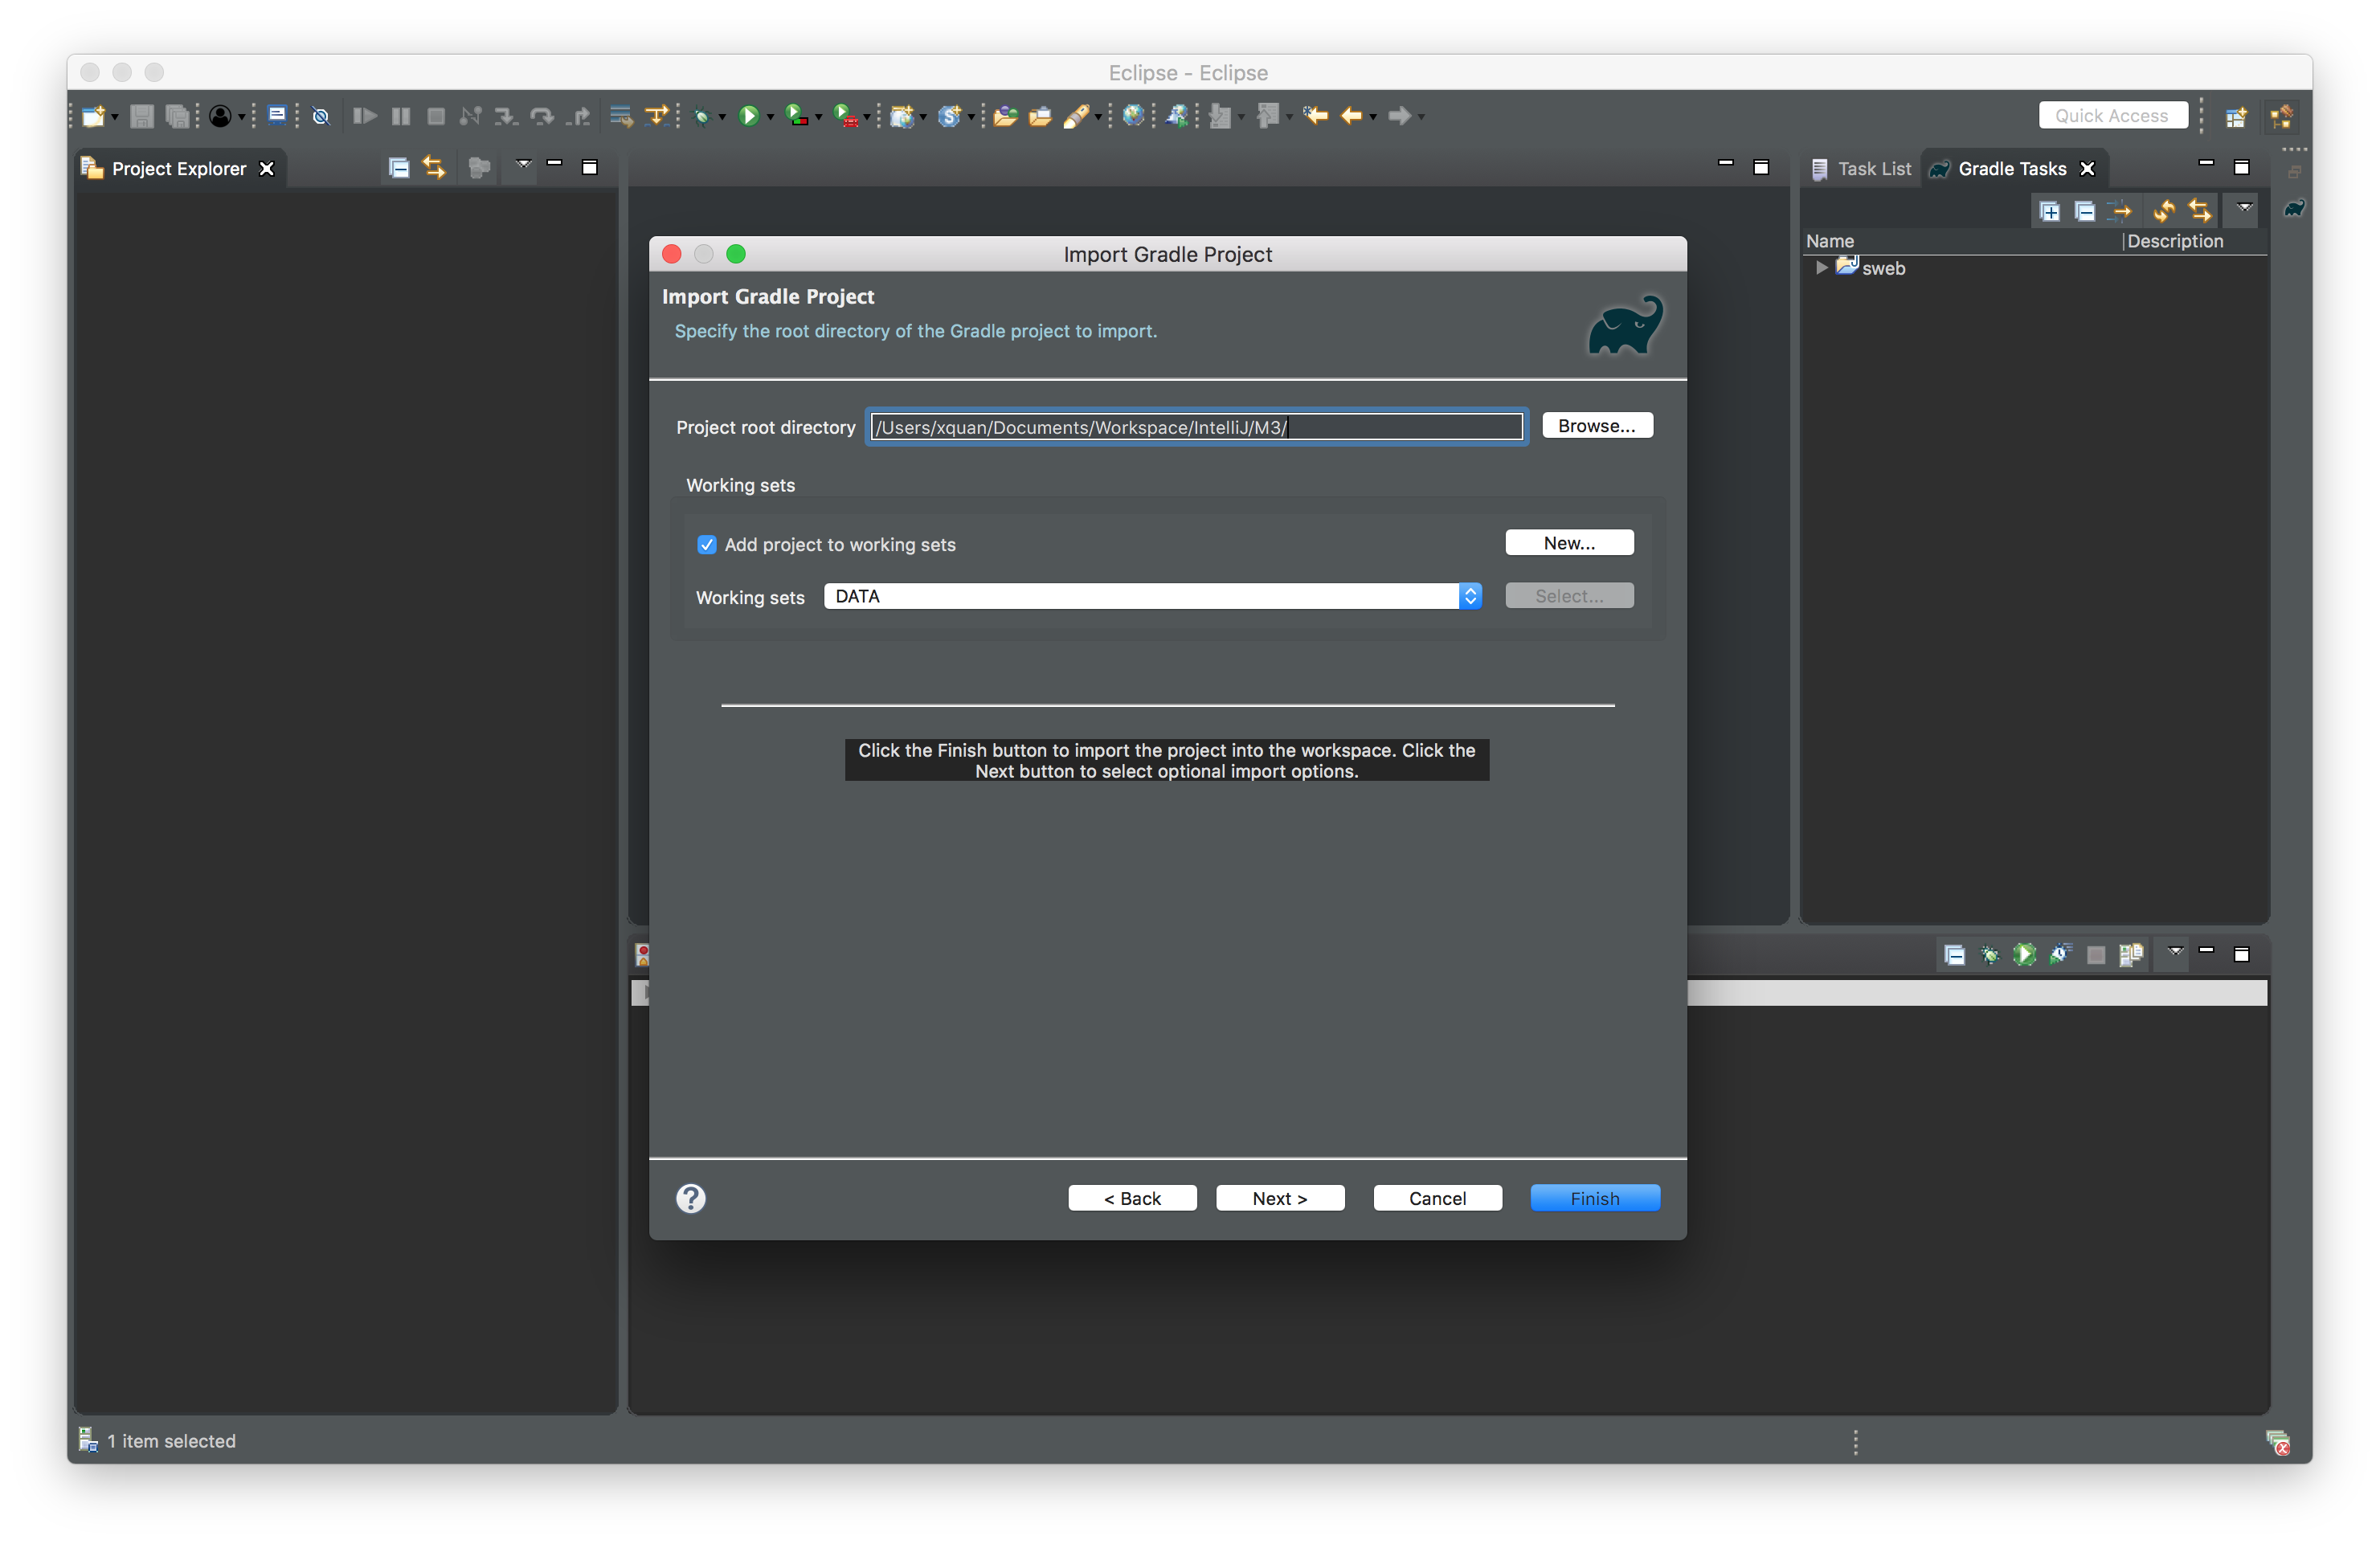 Eclipse - Eclipse
Quick Access
Project Explorer
Task List
Gradle Tasks
Name
Description
sweb
Import Gradle Project
Import Gradle Project
Specify the root directory of the Gradle project to import.
Project root directory
/Users/xquan/Documents/Workspace/IntelliJ/M3/
Browse...
Working sets
Add project to working sets
New...
Working sets
DATA
Select...
Click the Finish button to import the project into the workspace. Click the
Next button to select optional import options.
?
< Back
Next >
Cancel
Finish
1 item selected